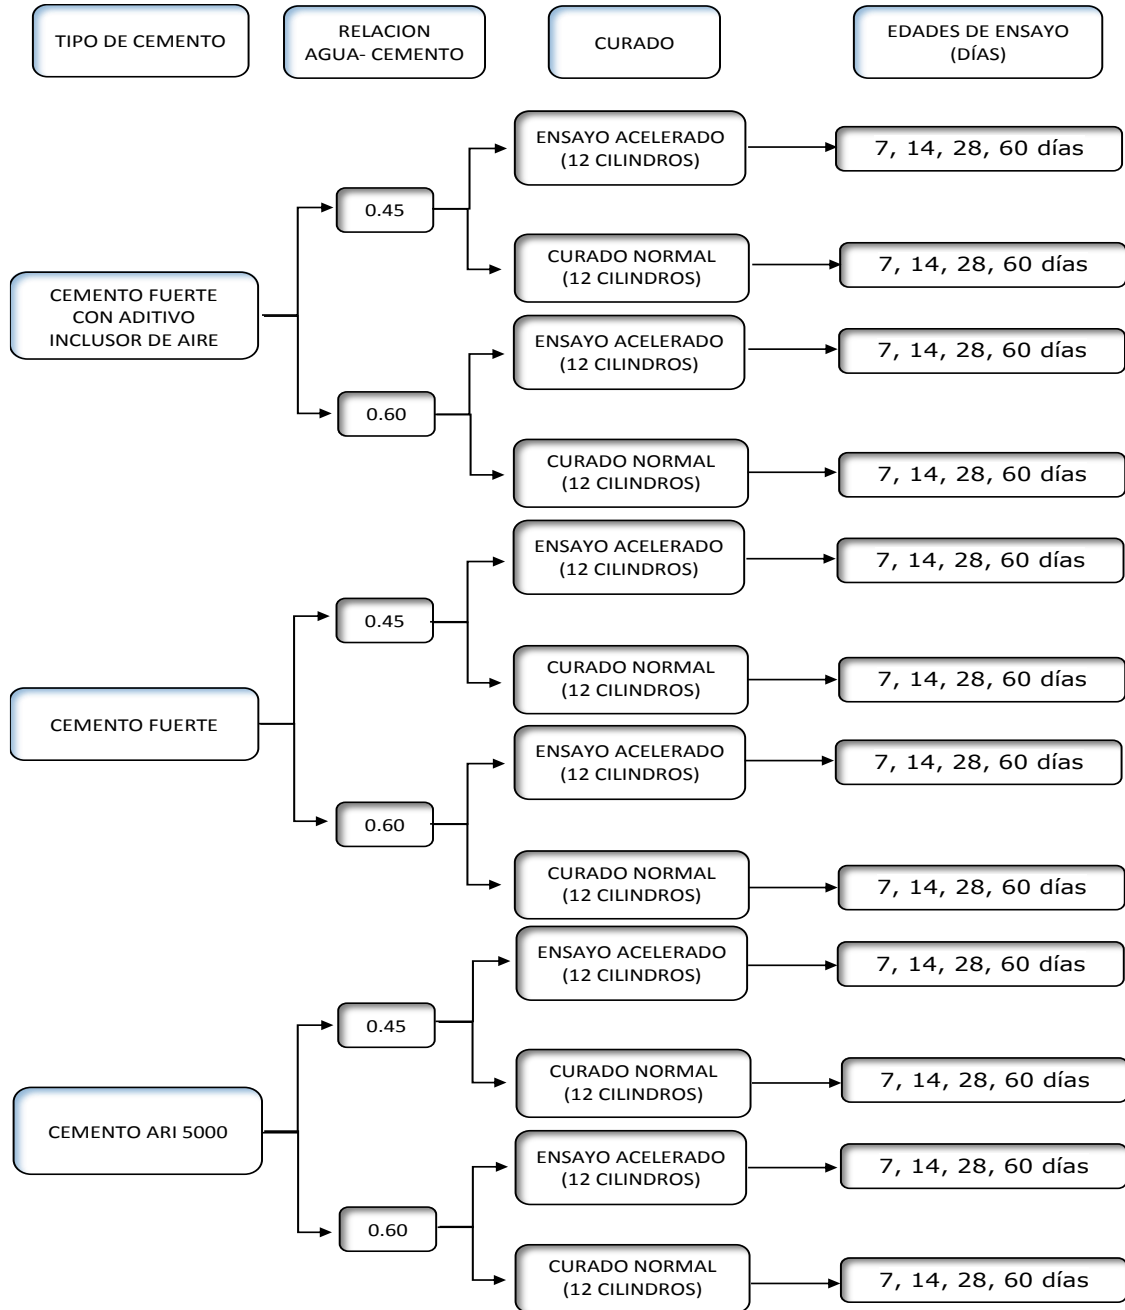 TIPO DE CEMENTO
RELACION
AGUA- CEMENTO
CURADO
EDADES DE ENSAYO
(DÍAS)
CEMENTO FUERTE
CON ADITIVO
INCLUSOR DE AIRE
0.45
ENSAYO ACELERADO
(12 CILINDROS)
7, 14, 28, 60 días
CURADO NORMAL
(12 CILINDROS)
7, 14, 28, 60 días
0.60
ENSAYO ACELERADO
(12 CILINDROS)
7, 14, 28, 60 días
CURADO NORMAL
(12 CILINDROS)
7, 14, 28, 60 días
CEMENTO FUERTE
0.45
ENSAYO ACELERADO
(12 CILINDROS)
7, 14, 28, 60 días
CURADO NORMAL
(12 CILINDROS)
7, 14, 28, 60 días
0.60
ENSAYO ACELERADO
(12 CILINDROS)
7, 14, 28, 60 días
CURADO NORMAL
(12 CILINDROS)
7, 14, 28, 60 días
CEMENTO ARI 5000
0.45
ENSAYO ACELERADO
(12 CILINDROS)
7, 14, 28, 60 días
CURADO NORMAL
(12 CILINDROS)
7, 14, 28, 60 días
0.60
ENSAYO ACELERADO
(12 CILINDROS)
7, 14, 28, 60 días
CURADO NORMAL
(12 CILINDROS)
7, 14, 28, 60 días